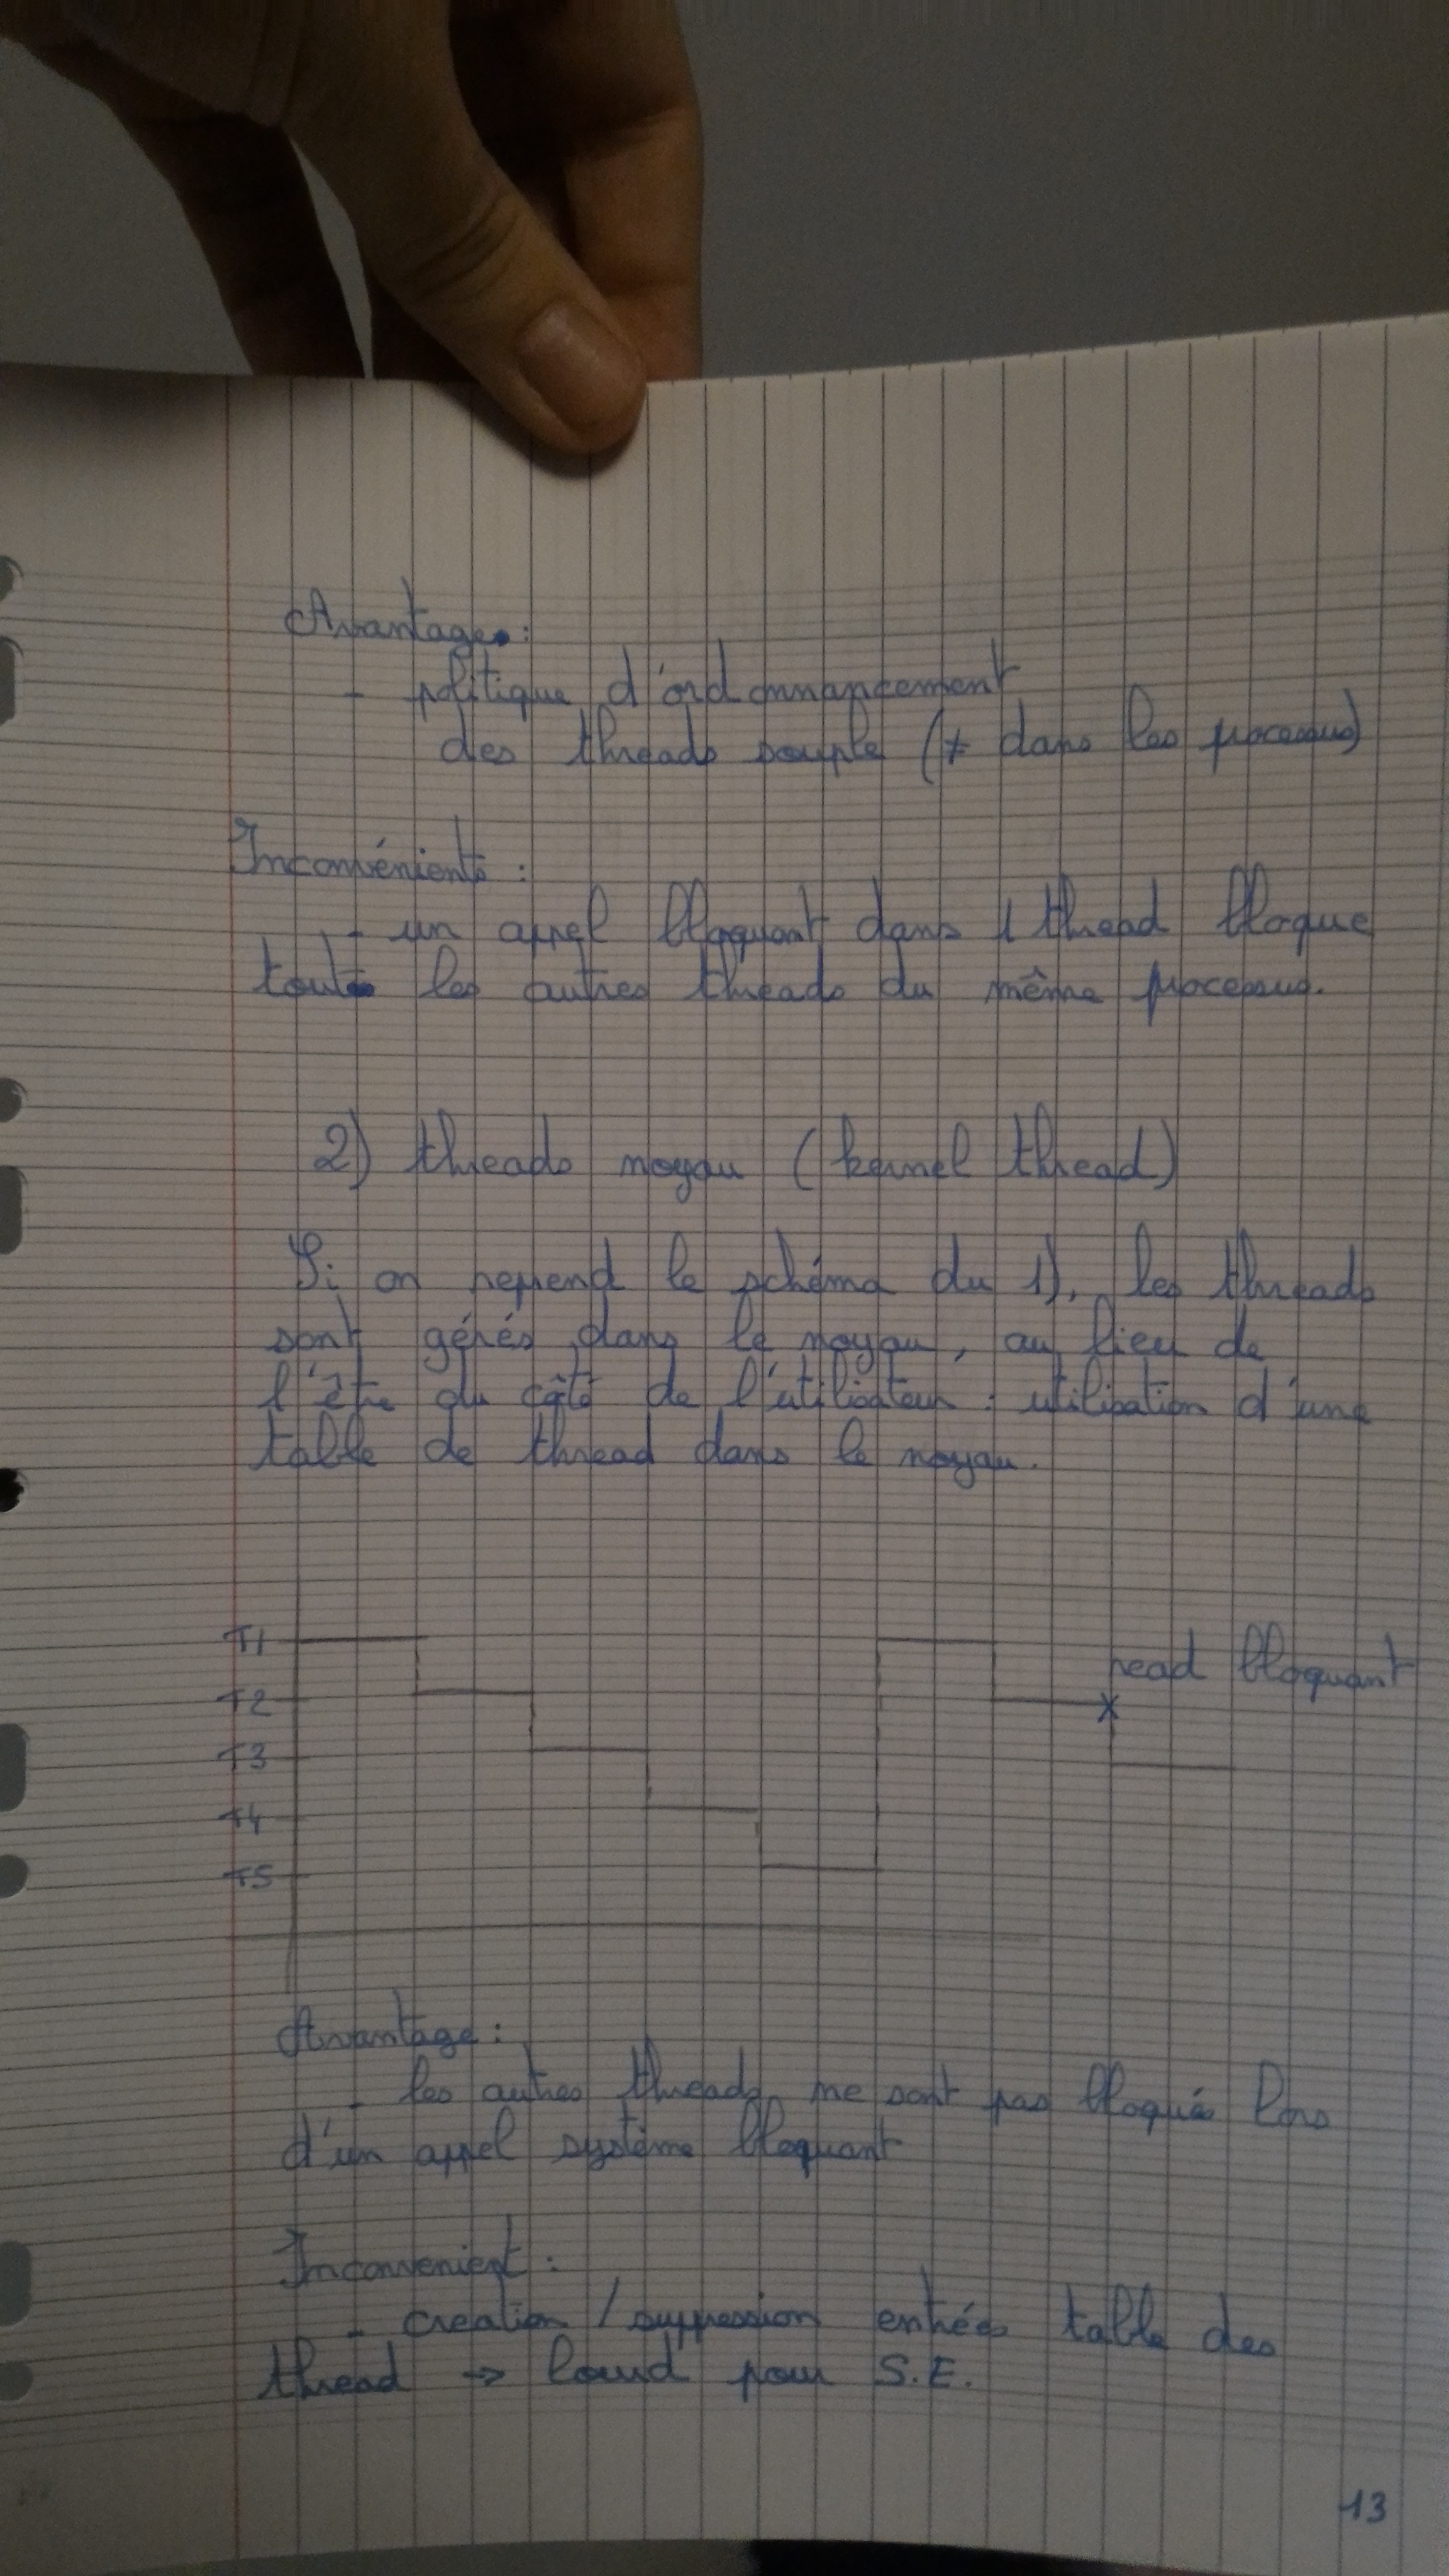 Avantage :
- politique d'ordonnancement
des threads souple (≠ dans les processus)
Inconvénients :
- un appel bloquant dans 1 thread bloque
touts les autres threads du même processus.
2) threads noyau (kernel thread)
Si on reprend le schéma du 1), les threads
sont gérés dans le noyau, au lieu de
l'être du côté de l'utilisateur : utilisation d'une
table de thread dans le noyau.
T1
read bloquant
T2
X
T3
T4
T5
Avantage :
- les autres threads ne sont pas bloqués lors
d'un appel système bloquant
Inconvenient :
- creation / suppression entrées table des
thread → lourd pour S.E.
13